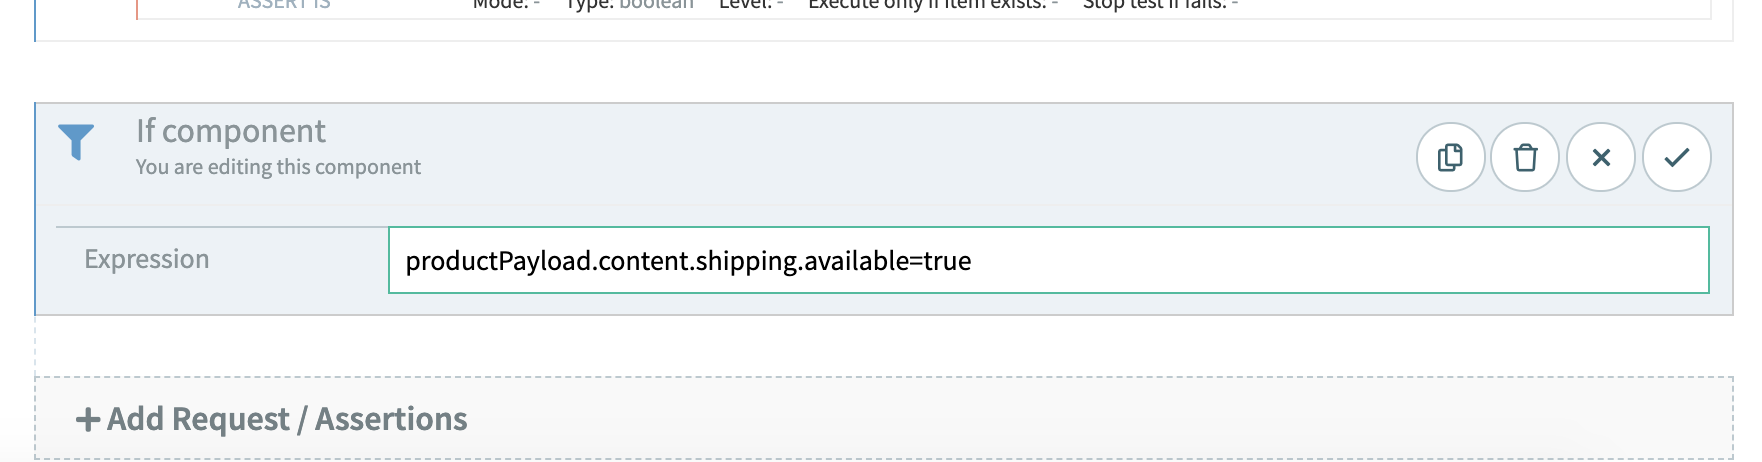 ASSERT IS Mode: - Type: boolean Level: - Execute only if item exists: - Stop test if fails: -
If component
You are editing this component
Expression productPayload.content.shipping.available=true
+ Add Request / Assertions